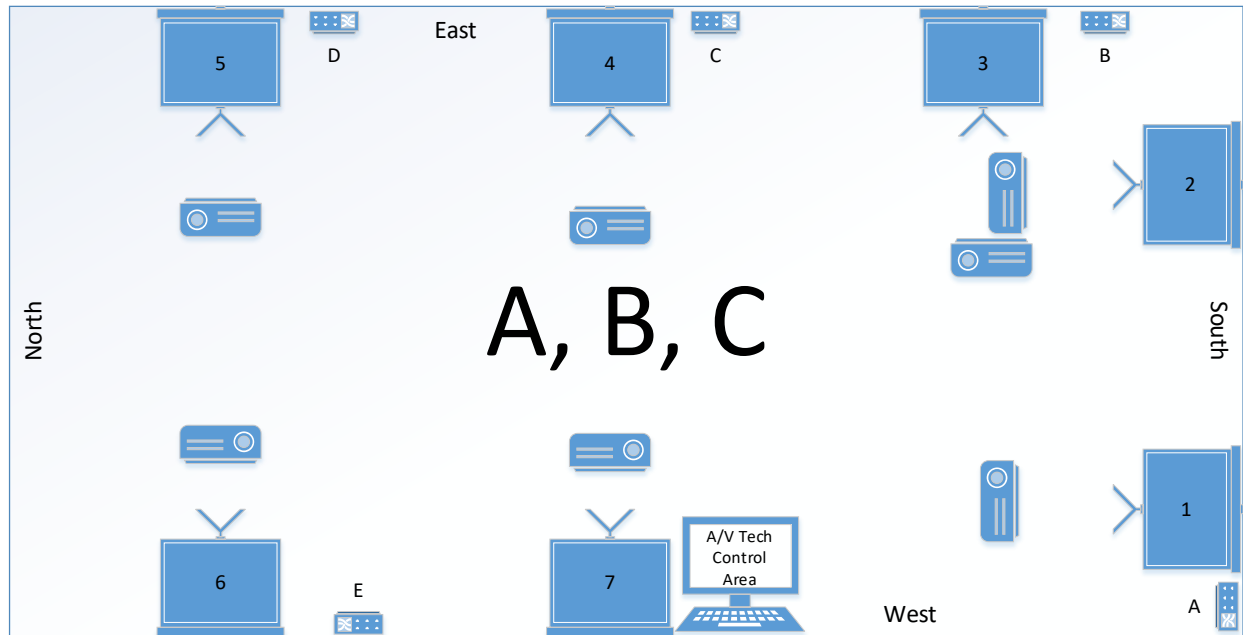 East
5
D
4
C
3
B
2
North
A, B, C
South
1
A/V Tech
Control
Area
6
E
7
West
A